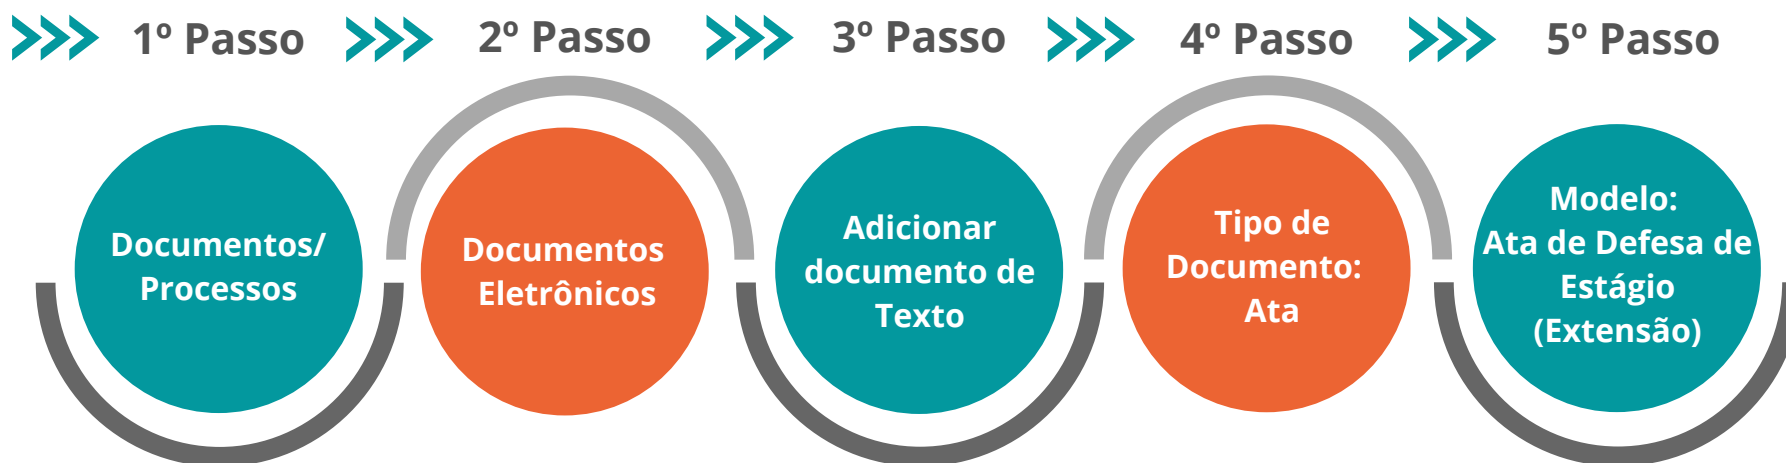 1º Passo
2º Passo
3º Passo
4º Passo
5º Passo
Documentos/
Processos
Documentos
Eletrônicos
Adicionar
documento de
Texto
Tipo de
Documento:
Ata
Modelo:
Ata de Defesa de
Estágio
(Extensão)